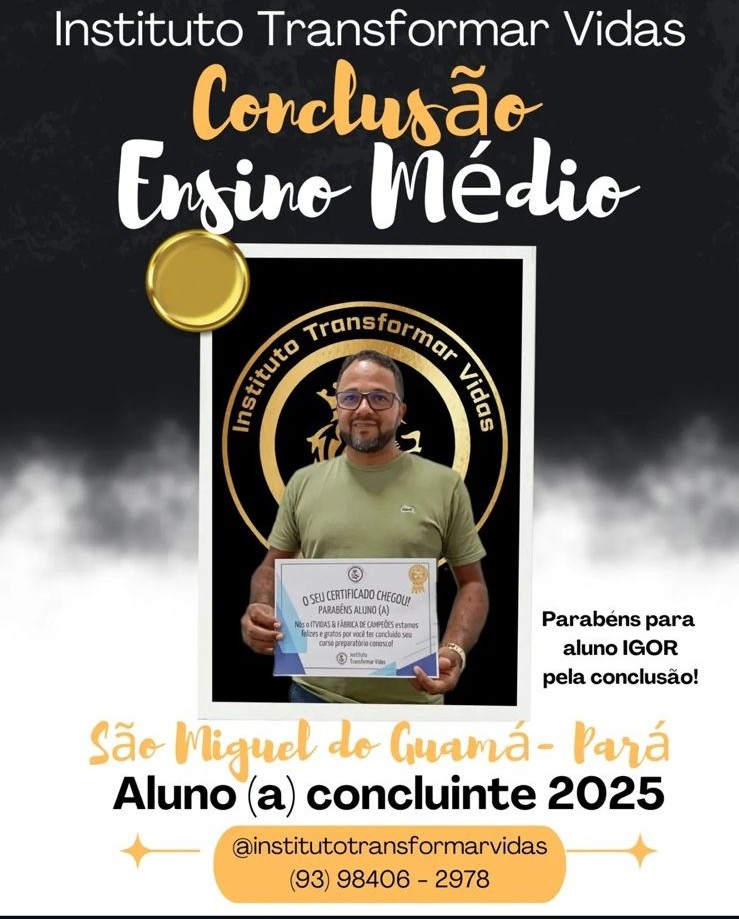 Instituto Transformar Vidas
Conclusão
Ensino Médio
Instituto Transformar Vidas
O SEU CERTIFICADO CHEGOU!
PARABÉNS ALUNO (A)
Nós o ITVIDAS & FÁBRICA DE CAMPEÕES estamos
felizes e gratos por você ter concluído seu
curso preparatório conosco!
Instituto
Transformar Vidas
Parabéns para
aluno IGOR
pela conclusão!
São Miguel do Guamá- Pará
Aluno (a) concluinte 2025
@institutotransformarvidas
(93) 98406 - 2978